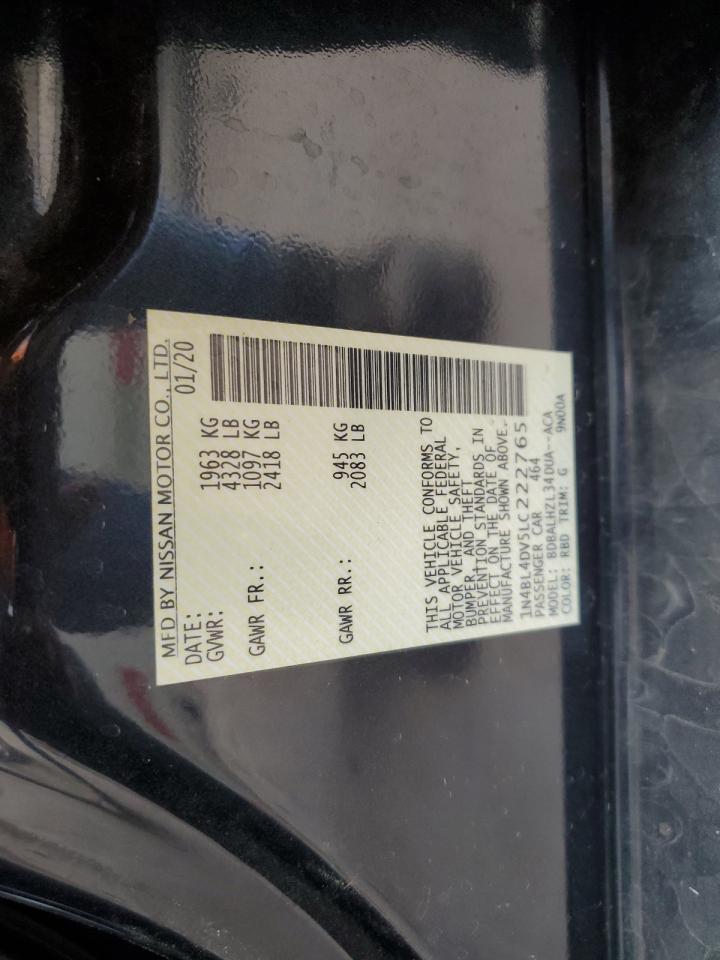 MFD BY NISSAN MOTOR CO., LTD.
DATE: 01/20
GVWR: 1963 KG
4328 LB
GAWR FR.: 1097 KG
2418 LB
GAWR RR.: 945 KG
2083 LB
THIS VEHICLE CONFORMS TO
ALL APPLICABLE FEDERAL
MOTOR VEHICLE SAFETY,
BUMPER, AND THEFT
PREVENTION STANDARDS IN
EFFECT ON THE DATE OF
MANUFACTURE SHOWN ABOVE.
1N4BL4DV5LC222765
PASSENGER CAR 464
MODEL: BDBALHZL34DUA--ACA
COLOR: RBD TRIM: G 9N00A